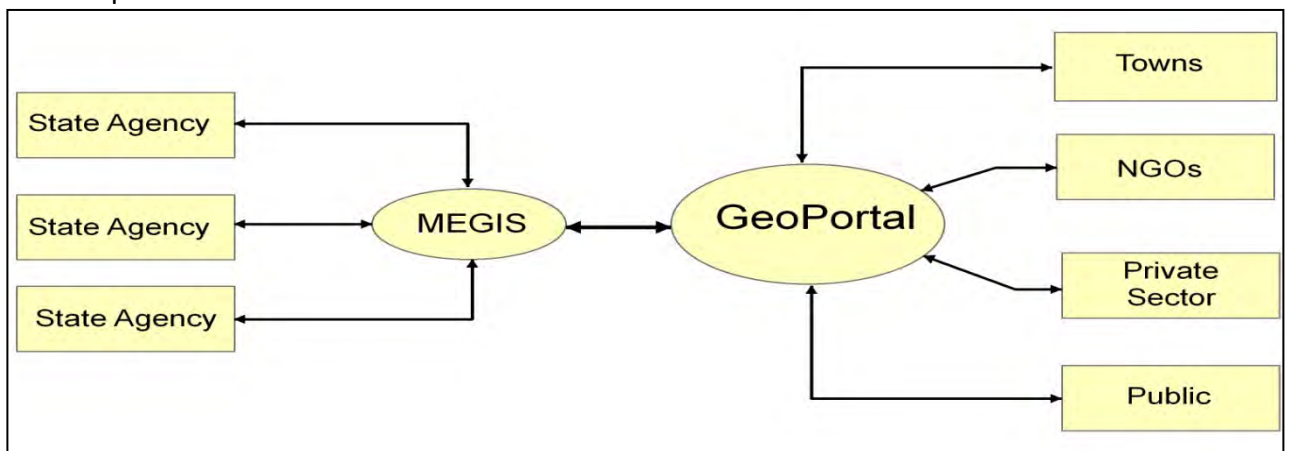 State Agency
State Agency
State Agency
MEGIS
GeoPortal
Towns
NGOs
Private
Sector
Public